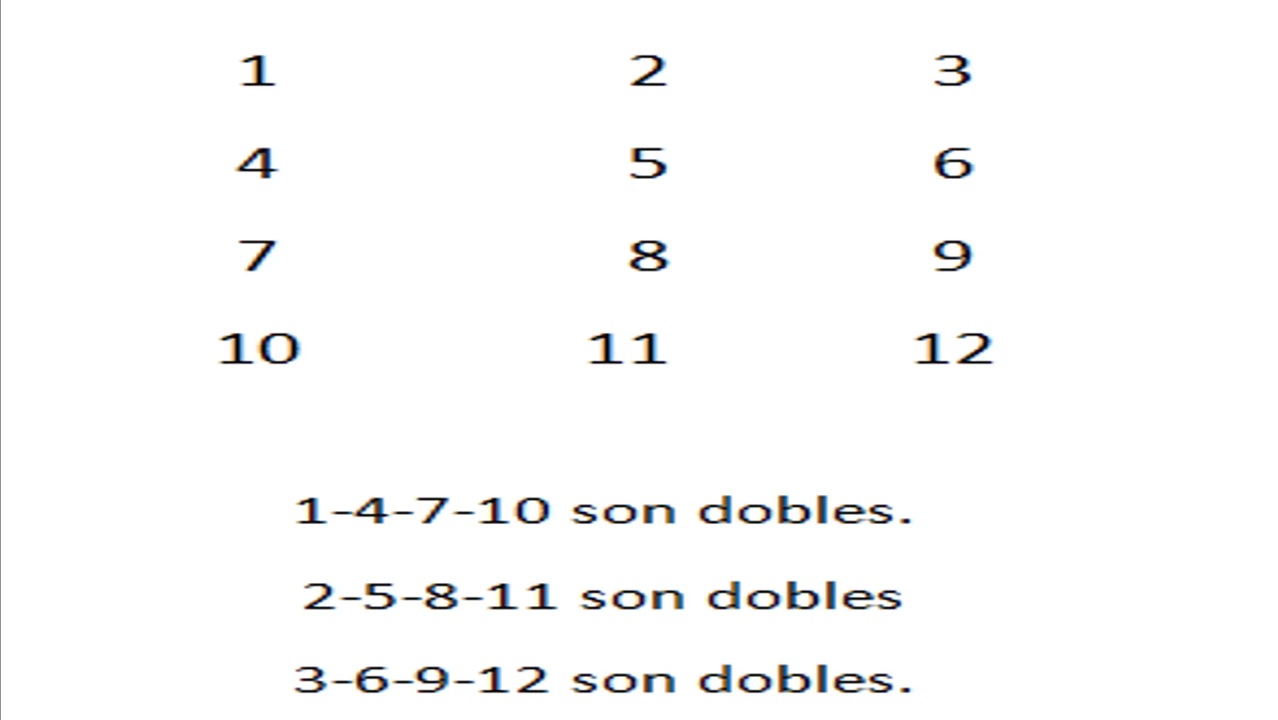 1 2 3
4 5 6
7 8 9
10 11 12
1-4-7-10 son dobles.
2-5-8-11 son dobles
3-6-9-12 son dobles.